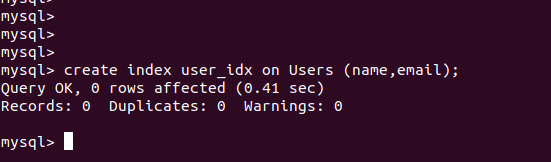 mysql>
mysql>
mysql>
mysql>
mysql> create index user_idx on Users (name,email);
Query OK, 0 rows affected (0.41 sec)
Records: 0  Duplicates: 0  Warnings: 0

mysql>